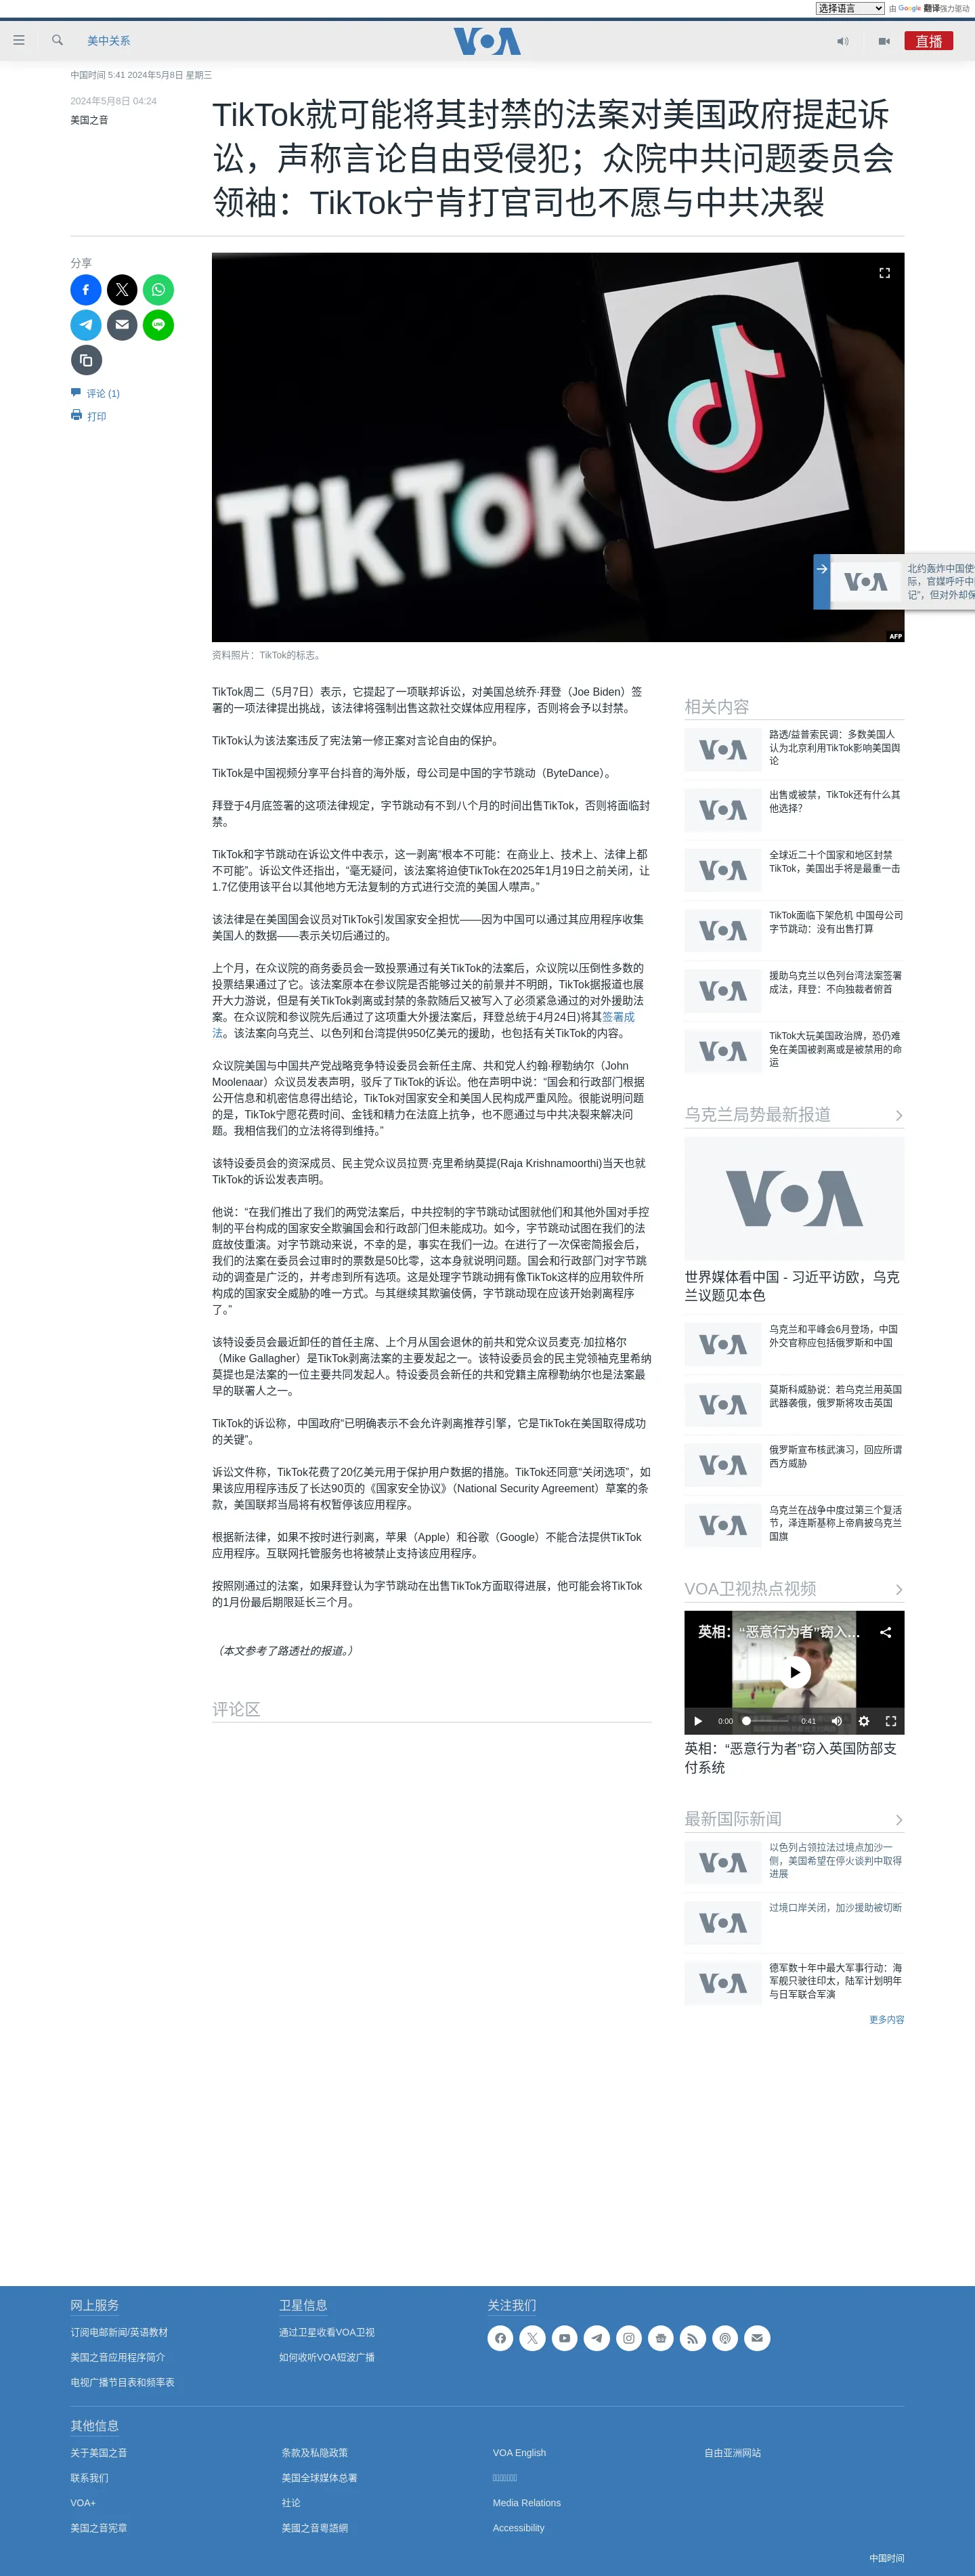 选择语言
由 Google 翻译强力驱动
美中关系
VOA
直播
中国时间 5:41 2024年5月8日 星期三
2024年5月8日 04:24
美国之音
TikTok就可能将其封禁的法案对美国政府提起诉
讼，声称言论自由受侵犯；众院中共问题委员会
领袖：TikTok宁肯打官司也不愿与中共决裂
分享
LINE
评论 (1)
打印
TikTok
AFP
北约轰炸中国使
际，官媒呼吁中
记”，但对外却保
VOA
资料照片：TikTok的标志。
TikTok周二（5月7日）表示，它提起了一项联邦诉讼，对美国总统乔·拜登（Joe Biden）签
署的一项法律提出挑战，该法律将强制出售这款社交媒体应用程序，否则将会予以封禁。
TikTok认为该法案违反了宪法第一修正案对言论自由的保护。
TikTok是中国视频分享平台抖音的海外版，母公司是中国的字节跳动（ByteDance）。
拜登于4月底签署的这项法律规定，字节跳动有不到八个月的时间出售TikTok，否则将面临封
禁。
TikTok和字节跳动在诉讼文件中表示，这一剥离“根本不可能：在商业上、技术上、法律上都
不可能”。诉讼文件还指出，“毫无疑问，该法案将迫使TikTok在2025年1月19日之前关闭，让
1.7亿使用该平台以其他地方无法复制的方式进行交流的美国人噤声。”
该法律是在美国国会议员对TikTok引发国家安全担忧——因为中国可以通过其应用程序收集
美国人的数据——表示关切后通过的。
上个月，在众议院的商务委员会一致投票通过有关TikTok的法案后，众议院以压倒性多数的
投票结果通过了它。该法案原本在参议院是否能够过关的前景并不明朗，TikTok据报道也展
开大力游说，但是有关TikTok剥离或封禁的条款随后又被写入了必须紧急通过的对外援助法
案。在众议院和参议院先后通过了这项重大外援法案后，拜登总统于4月24日)将其签署成
法。该法案向乌克兰、以色列和台湾提供950亿美元的援助，也包括有关TikTok的内容。
众议院美国与中国共产党战略竞争特设委员会新任主席、共和党人约翰·穆勒纳尔（John
Moolenaar）众议员发表声明，驳斥了TikTok的诉讼。他在声明中说：“国会和行政部门根据
公开信息和机密信息得出结论，TikTok对国家安全和美国人民构成严重风险。很能说明问题
的是，TikTok宁愿花费时间、金钱和精力在法庭上抗争，也不愿通过与中共决裂来解决问
题。我相信我们的立法将得到维持。”
该特设委员会的资深成员、民主党众议员拉贾·克里希纳莫提(Raja Krishnamoorthi)当天也就
TikTok的诉讼发表声明。
他说：“在我们推出了我们的两党法案后，中共控制的字节跳动试图就他们和其他外国对手控
制的平台构成的国家安全欺骗国会和行政部门但未能成功。如今，字节跳动试图在我们的法
庭故伎重演。对字节跳动来说，不幸的是，事实在我们一边。在进行了一次保密简报会后，
我们的法案在委员会过审时的票数是50比零，这本身就说明问题。国会和行政部门对字节跳
动的调查是广泛的，并考虑到所有选项。这是处理字节跳动拥有像TikTok这样的应用软件所
构成的国家安全威胁的唯一方式。与其继续其欺骗伎俩，字节跳动现在应该开始剥离程序
了。”
该特设委员会最近卸任的首任主席、上个月从国会退休的前共和党众议员麦克·加拉格尔
（Mike Gallagher）是TikTok剥离法案的主要发起之一。该特设委员会的民主党领袖克里希纳
莫提也是法案的一位主要共同发起人。特设委员会新任的共和党籍主席穆勒纳尔也是法案最
早的联署人之一。
TikTok的诉讼称，中国政府“已明确表示不会允许剥离推荐引擎，它是TikTok在美国取得成功
的关键”。
诉讼文件称，TikTok花费了20亿美元用于保护用户数据的措施。TikTok还同意“关闭选项”，如
果该应用程序违反了长达90页的《国家安全协议》（National Security Agreement）草案的条
款，美国联邦当局将有权暂停该应用程序。
根据新法律，如果不按时进行剥离，苹果（Apple）和谷歌（Google）不能合法提供TikTok
应用程序。互联网托管服务也将被禁止支持该应用程序。
按照刚通过的法案，如果拜登认为字节跳动在出售TikTok方面取得进展，他可能会将TikTok
的1月份最后期限延长三个月。
（本文参考了路透社的报道。）
评论区
相关内容
路透/益普索民调：多数美国人
认为北京利用TikTok影响美国舆
论
出售或被禁，TikTok还有什么其
他选择？
全球近二十个国家和地区封禁
TikTok，美国出手将是最重一击
TikTok面临下架危机 中国母公司
字节跳动：没有出售打算
援助乌克兰以色列台湾法案签署
成法，拜登：不向独裁者俯首
TikTok大玩美国政治牌，恐仍难
免在美国被剥离或是被禁用的命
运
乌克兰局势最新报道
VOA
世界媒体看中国 - 习近平访欧，乌克
兰议题见本色
乌克兰和平峰会6月登场，中国
外交官称应包括俄罗斯和中国
莫斯科威胁说：若乌克兰用英国
武器袭俄，俄罗斯将攻击英国
俄罗斯宣布核武演习，回应所谓
西方威胁
乌克兰在战争中度过第三个复活
节，泽连斯基称上帝肩披乌克兰
国旗
VOA卫视热点视频
英相：“恶意行为者”窃入...
0:00
0:41
英相：“恶意行为者”窃入英国防部支
付系统
最新国际新闻
以色列占领拉法过境点加沙一
侧，美国希望在停火谈判中取得
进展
过境口岸关闭，加沙援助被切断
德军数十年中最大军事行动：海
军舰只驶往印太，陆军计划明年
与日军联合军演
更多内容
网上服务
订阅电邮新闻/英语教材
美国之音应用程序简介
电视广播节目表和频率表
卫星信息
通过卫星收看VOA卫视
如何收听VOA短波广播
关注我们
其他信息
关于美国之音
联系我们
VOA+
美国之音宪章
条款及私隐政策
美国全球媒体总署
社论
美國之音粵語網
VOA English
Media Relations
Accessibility
自由亚洲网站
中国时间